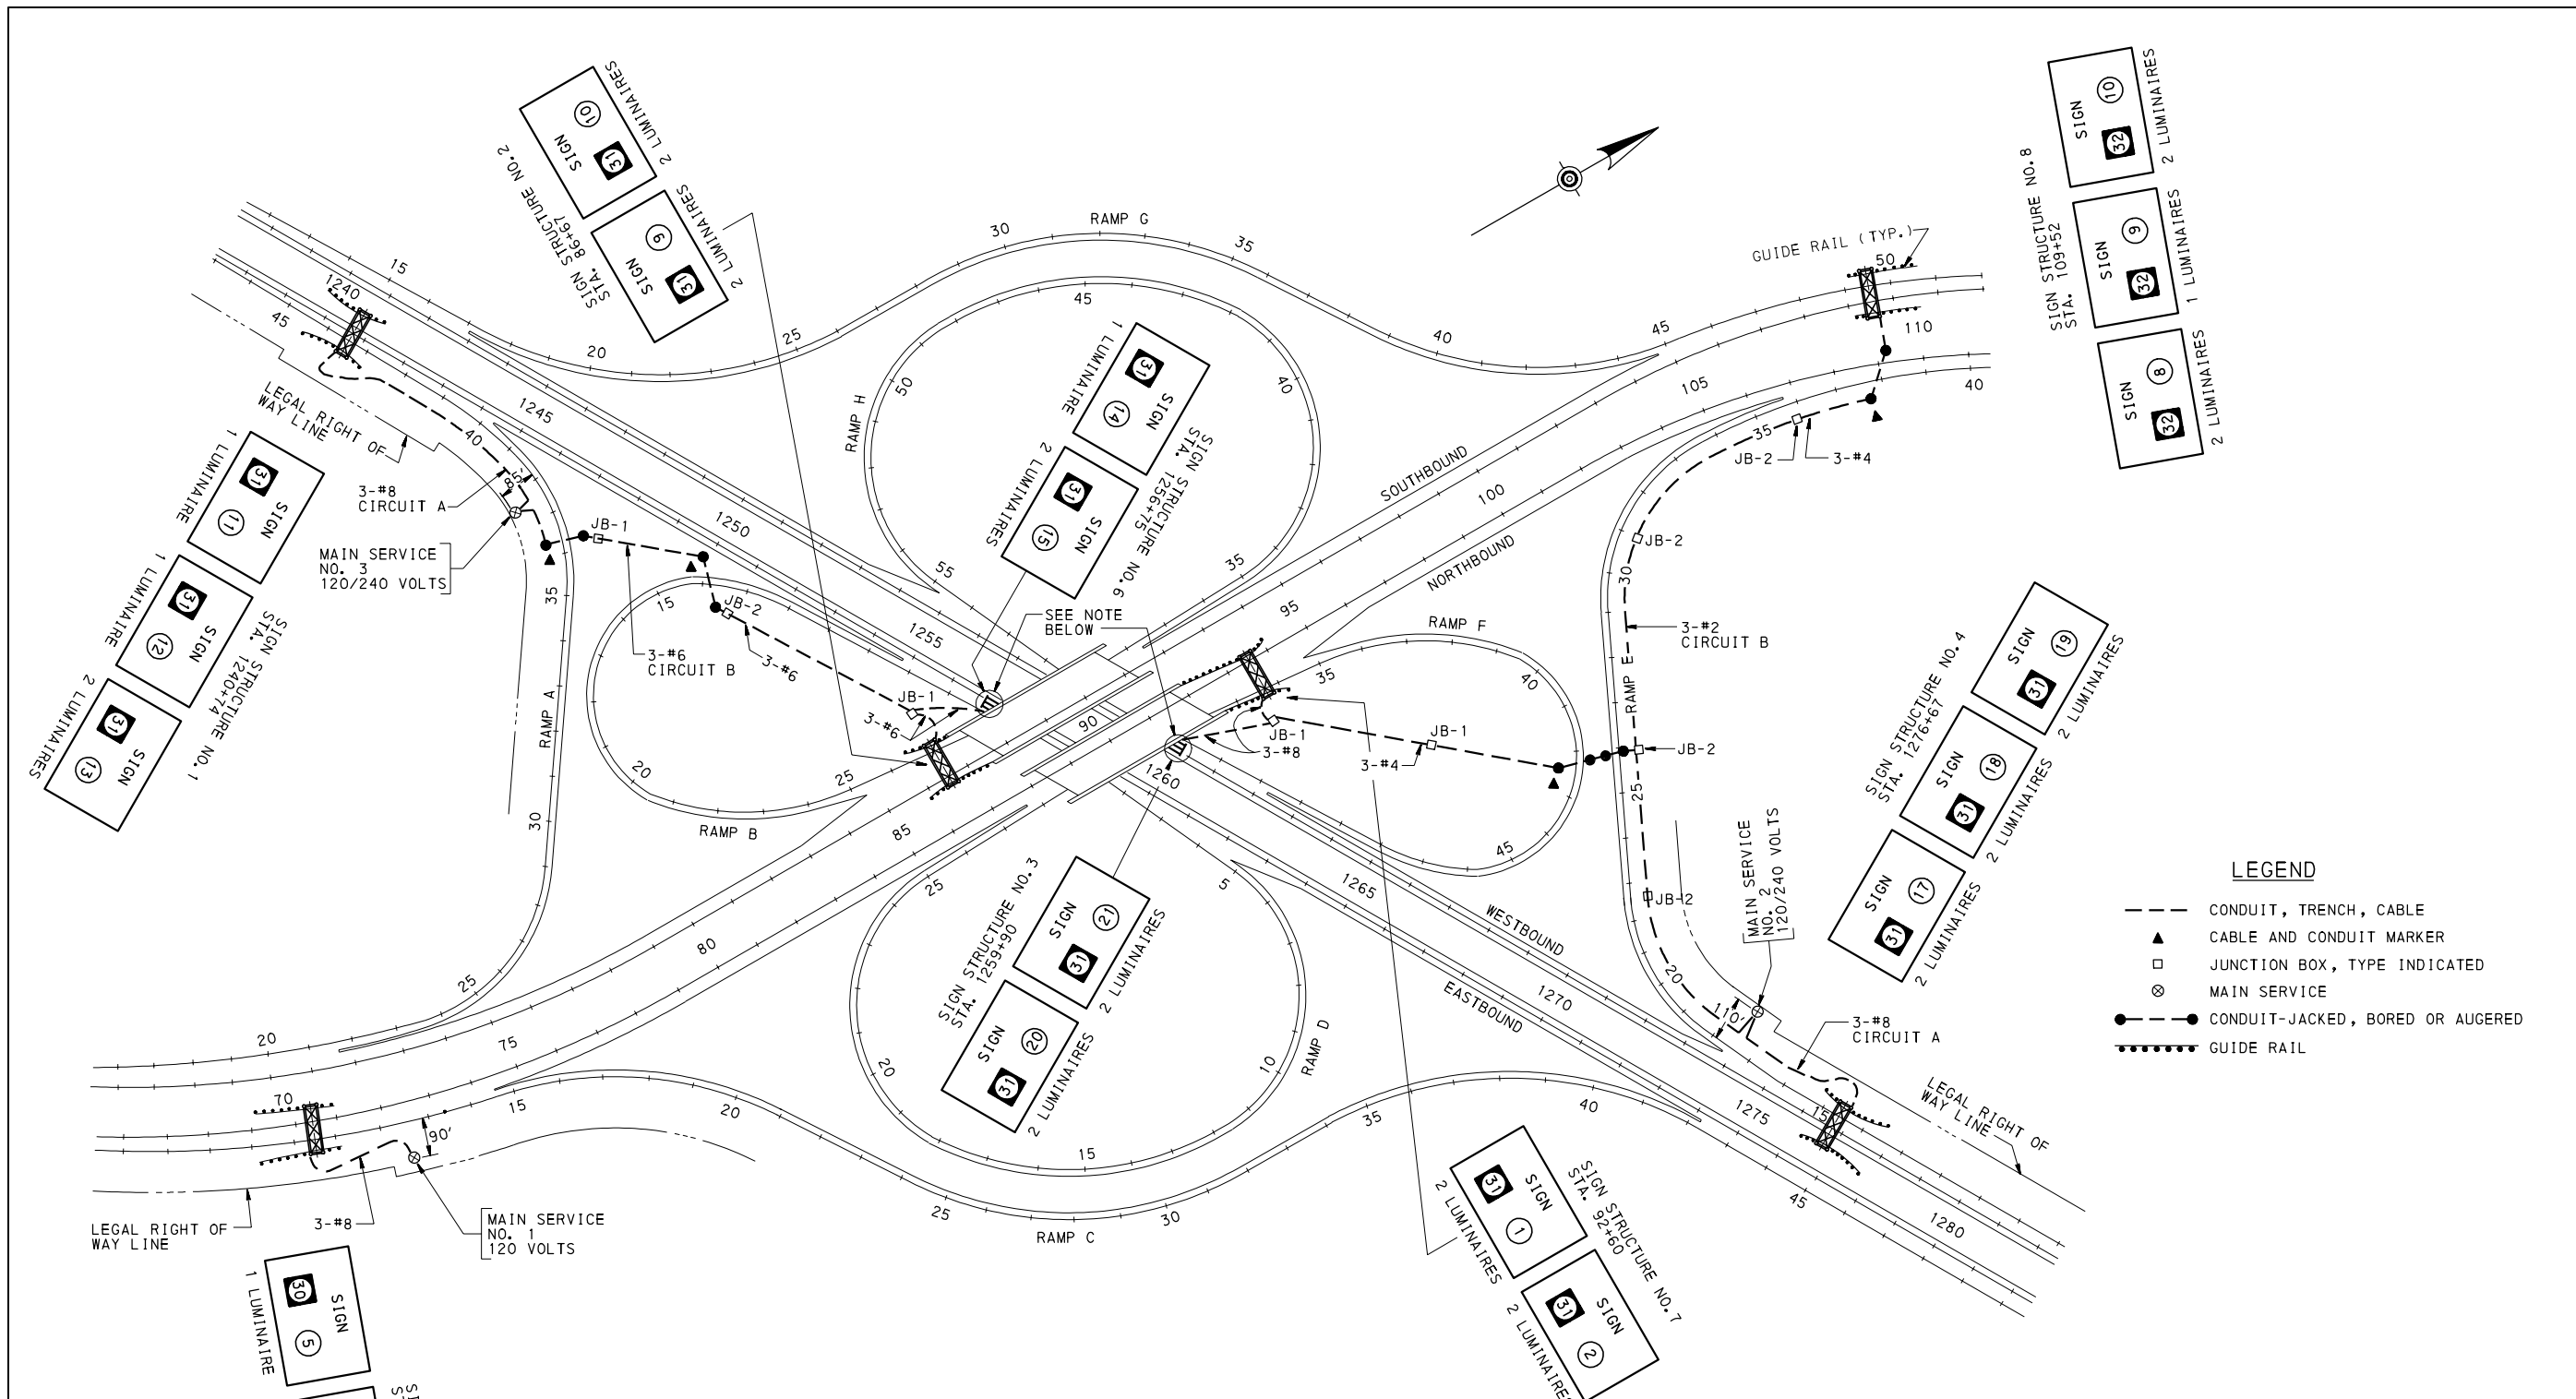 10
SIGN
31
2 LUMINAIRES
9
SIGN
31
2 LUMINAIRES
SIGN STRUCTURE NO.2
STA. 86+67
SIGN
10
32
2 LUMINAIRES
SIGN
9
32
1 LUMINAIRES
SIGN
8
32
2 LUMINAIRES
SIGN STRUCTURE NO.8
STA. 109+52
RAMP G
15
20
25
30
35
40
45
50
GUIDE RAIL (TYP.)
110
40
105
35
JB-2
3-#4
1240
45
LEGAL RIGHT OF
WAY LINE
40
85'
3-#8
CIRCUIT A
1245
RAMP H
50
45
40
35
55
1250
1255
31
SIGN
14
1 LUMINAIRE
31
SIGN
15
2 LUMINAIRES
SIGN STRUCTURE NO.6
STA. 1256+75
SOUTHBOUND
100
NORTHBOUND
95
JB-2
30
3-#2
CIRCUIT B
RAMP E
31
SIGN
11
1 LUMINAIRE
31
SIGN
12
1 LUMINAIRE
31
SIGN
13
2 LUMINAIRES
SIGN STRUCTURE NO.1
STA. 1240+74
MAIN SERVICE
NO. 3
120/240 VOLTS
JB-1
35
15
JB-2
3-#6
CIRCUIT B
3-#6
SEE NOTE
BELOW
JB-1
3-#6
RAMP A
30
20
25
RAMP B
90
RAMP F
35
40
45
JB-1
3-#8
JB-1
3-#4
JB-2
25
1260
85
SIGN
19
31
2 LUMINAIRES
SIGN
18
31
2 LUMINAIRES
SIGN
17
31
2 LUMINAIRES
SIGN STRUCTURE NO.4
STA. 1276+67
MAIN SERVICE
NO. 2
120/240 VOLTS
JB-2
20
110'
3-#8
CIRCUIT A
LEGAL RIGHT OF
WAY LINE
LEGEND
CONDUIT, TRENCH, CABLE
CABLE AND CONDUIT MARKER
JUNCTION BOX, TYPE INDICATED
MAIN SERVICE
CONDUIT-JACKED, BORED OR AUGERED
GUIDE RAIL
SIGN STRUCTURE NO.3
STA. 1259+90
SIGN
21
31
2 LUMINAIRES
SIGN
20
31
2 LUMINAIRES
25
20
15
10
5
RAMP D
1265
WESTBOUND
1270
EASTBOUND
1275
15
1280
45
80
75
25
20
70
15
90'
20
25
RAMP C
30
35
40
LEGAL RIGHT OF
WAY LINE
3-#8
MAIN SERVICE
NO. 1
120 VOLTS
30
SIGN
5
1 LUMINAIRE
31
SIGN
1
2 LUMINAIRES
31
SIGN
2
2 LUMINAIRES
SIGN STRUCTURE NO.7
STA. 92+60